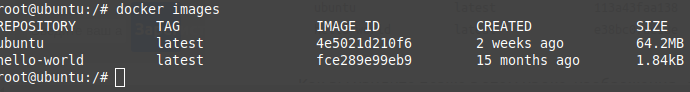 root@ubuntu:/# docker images
REPOSITORY TAG IMAGE ID CREATED SIZE
ubuntu latest 4e5021d210f6 2 weeks ago 64.2MB
hello-world latest fce289e99eb9 15 months ago 1.84kB
root@ubuntu:/#